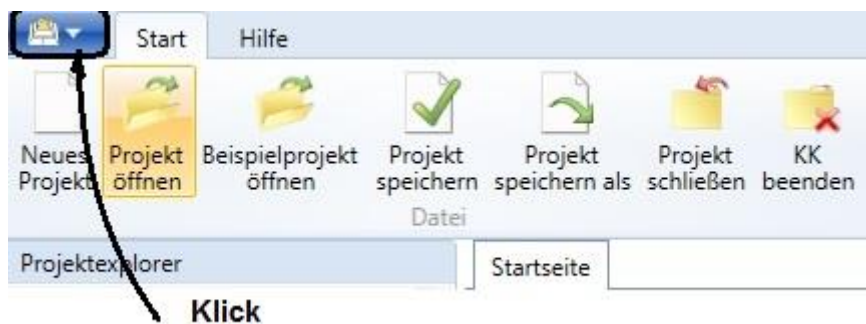 Start Hilfe
Neues Projekt Beispielprojekt Projekt Projekt Projekt KK
Projekt öffnen öffnen speichern speichern als schließen beenden
Datei
Projektexplorer Startseite
Klick